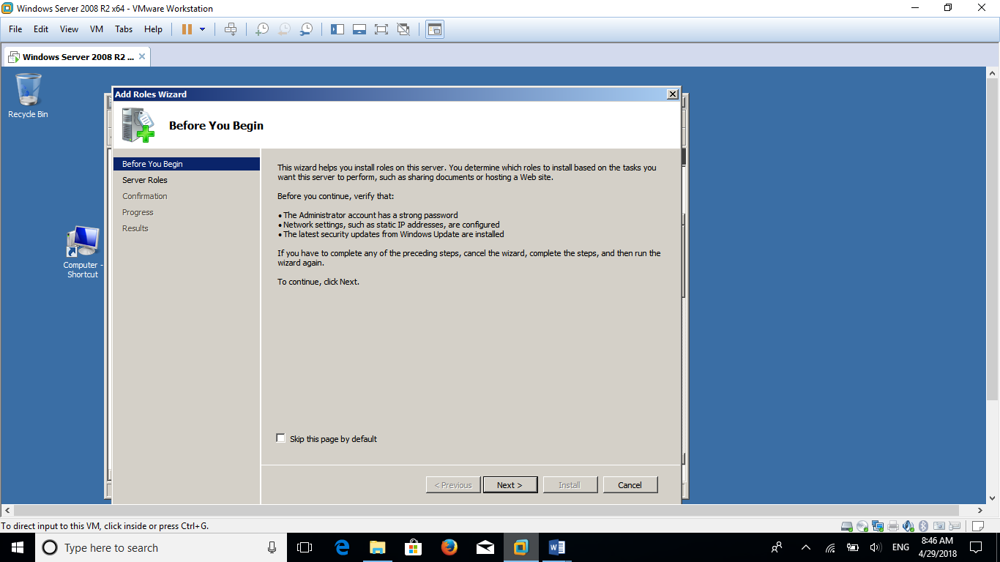 Windows Server 2008 R2 x64 - VMware Workstation
File Edit View VM Tabs Help
Windows Server 2008 R2 ...
Recycle Bin
Computer -
Shortcut
Add Roles Wizard
Before You Begin
Before You Begin
Server Roles
Confirmation
Progress
Results
This wizard helps you install roles on this server. You determine which roles to install based on the tasks you
want this server to perform, such as sharing documents or hosting a Web site.
Before you continue, verify that:
• The Administrator account has a strong password
• Network settings, such as static IP addresses, are configured
• The latest security updates from Windows Update are installed
If you have to complete any of the preceding steps, cancel the wizard, complete the steps, and then run the
wizard again.
To continue, click Next.
Skip this page by default
< Previous Next > Install Cancel
To direct input to this VM, click inside or press Ctrl+G.
Type here to search
ENG
8:46 AM
4/29/2018